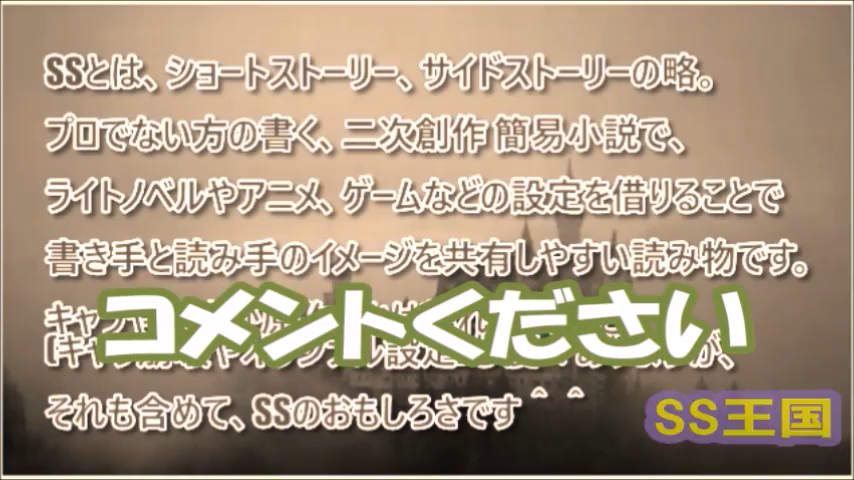 SSとは、ショートストーリー、サイドストーリーの略。
プロでない方の書く、二次創作 簡易小説で、
ライトノベルやアニメ、ゲームなどの設定を借りることで
書き手と読み手のイメージを共有しやすい読み物です。
コメントください
それも含めて、SSのおもしろさです＾＾
SS王国